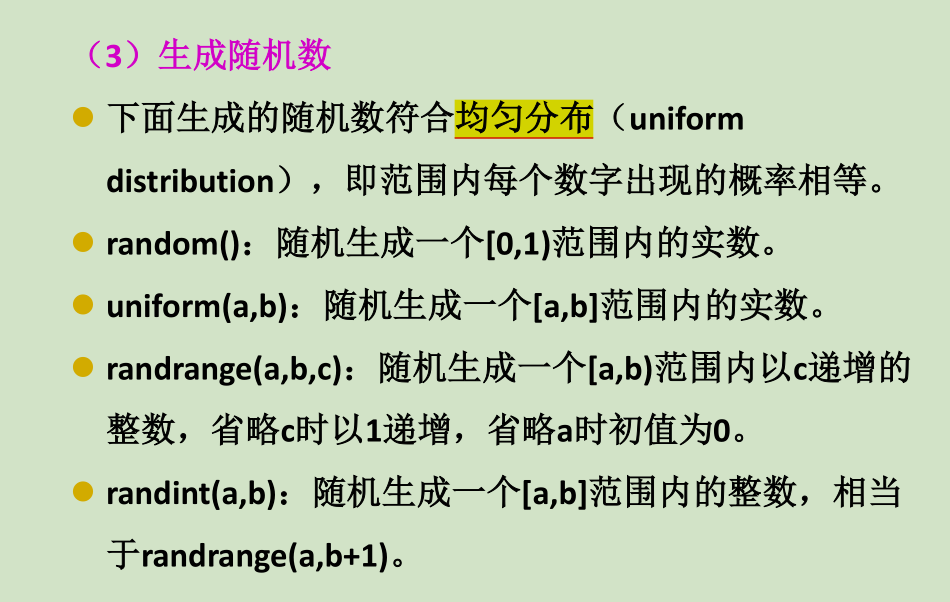 （3）生成随机数
下面生成的随机数符合均匀分布（uniform
distribution），即范围内每个数字出现的概率相等。
random()：随机生成一个[0,1)范围内的实数。
uniform(a,b)：随机生成一个[a,b]范围内的实数。
randrange(a,b,c)：随机生成一个[a,b)范围内以c递增的
整数，省略c时以1递增，省略a时初值为0。
randint(a,b)：随机生成一个[a,b]范围内的整数，相当
于randrange(a,b+1)。